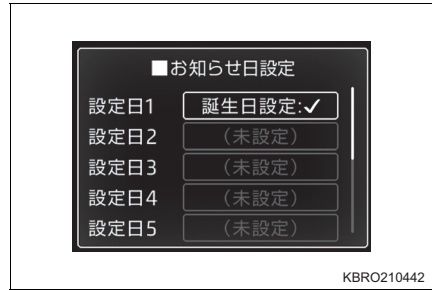 ■お知らせ日設定
設定日1 誕生日設定:✓
設定日2 （未設定）
設定日3 （未設定）
設定日4 （未設定）
設定日5 （未設定）
KBRO210442